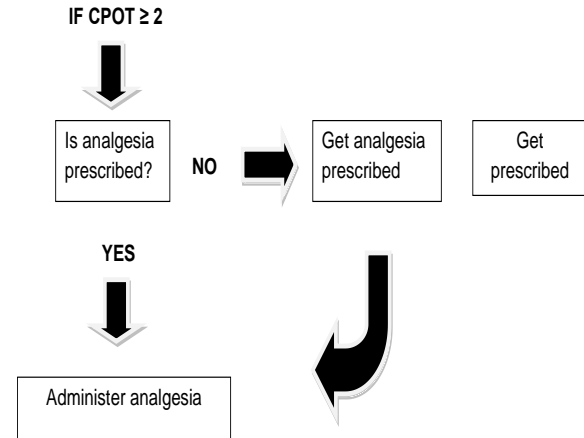 IF CPOT ≥ 2
Is analgesia
prescribed?
NO
Get analgesia
prescribed
Get
prescribed
YES
Administer analgesia